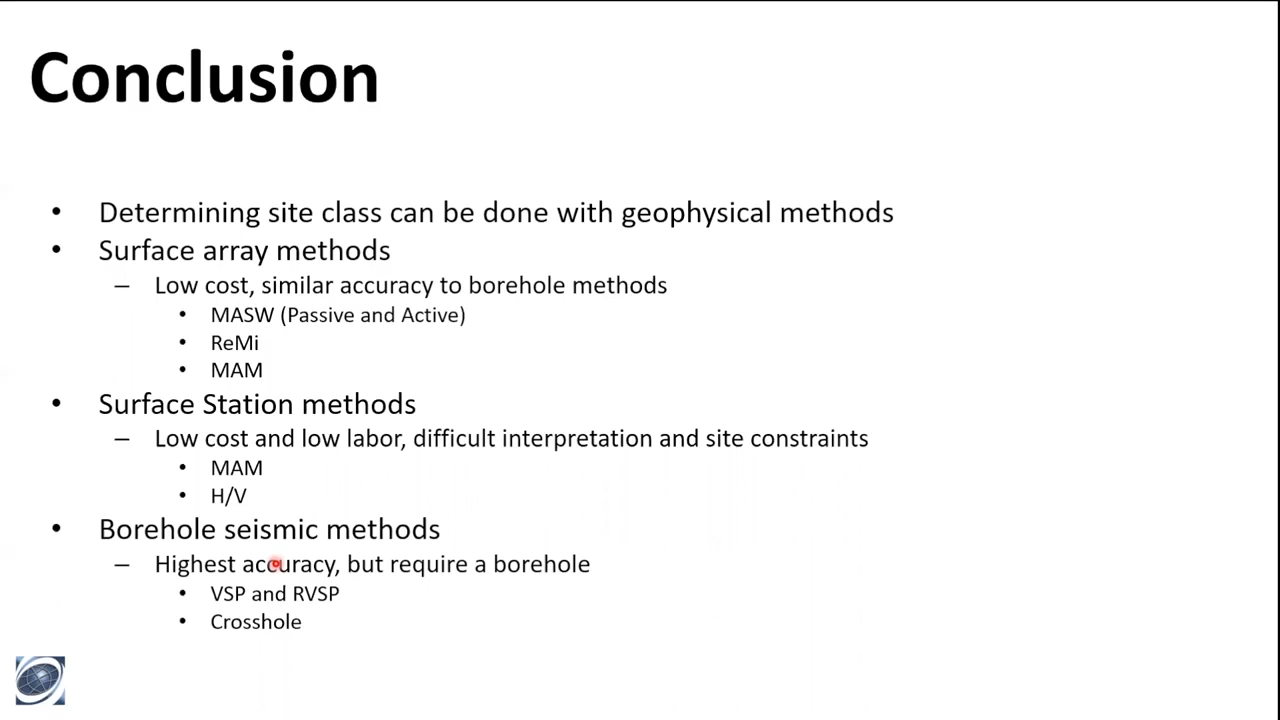 Conclusion
• Determining site class can be done with geophysical methods
• Surface array methods
– Low cost, similar accuracy to borehole methods
• MASW (Passive and Active)
• ReMi
• MAM
• Surface Station methods
– Low cost and low labor, difficult interpretation and site constraints
• MAM
• H/V
• Borehole seismic methods
– Highest accuracy, but require a borehole
• VSP and RVSP
• Crosshole